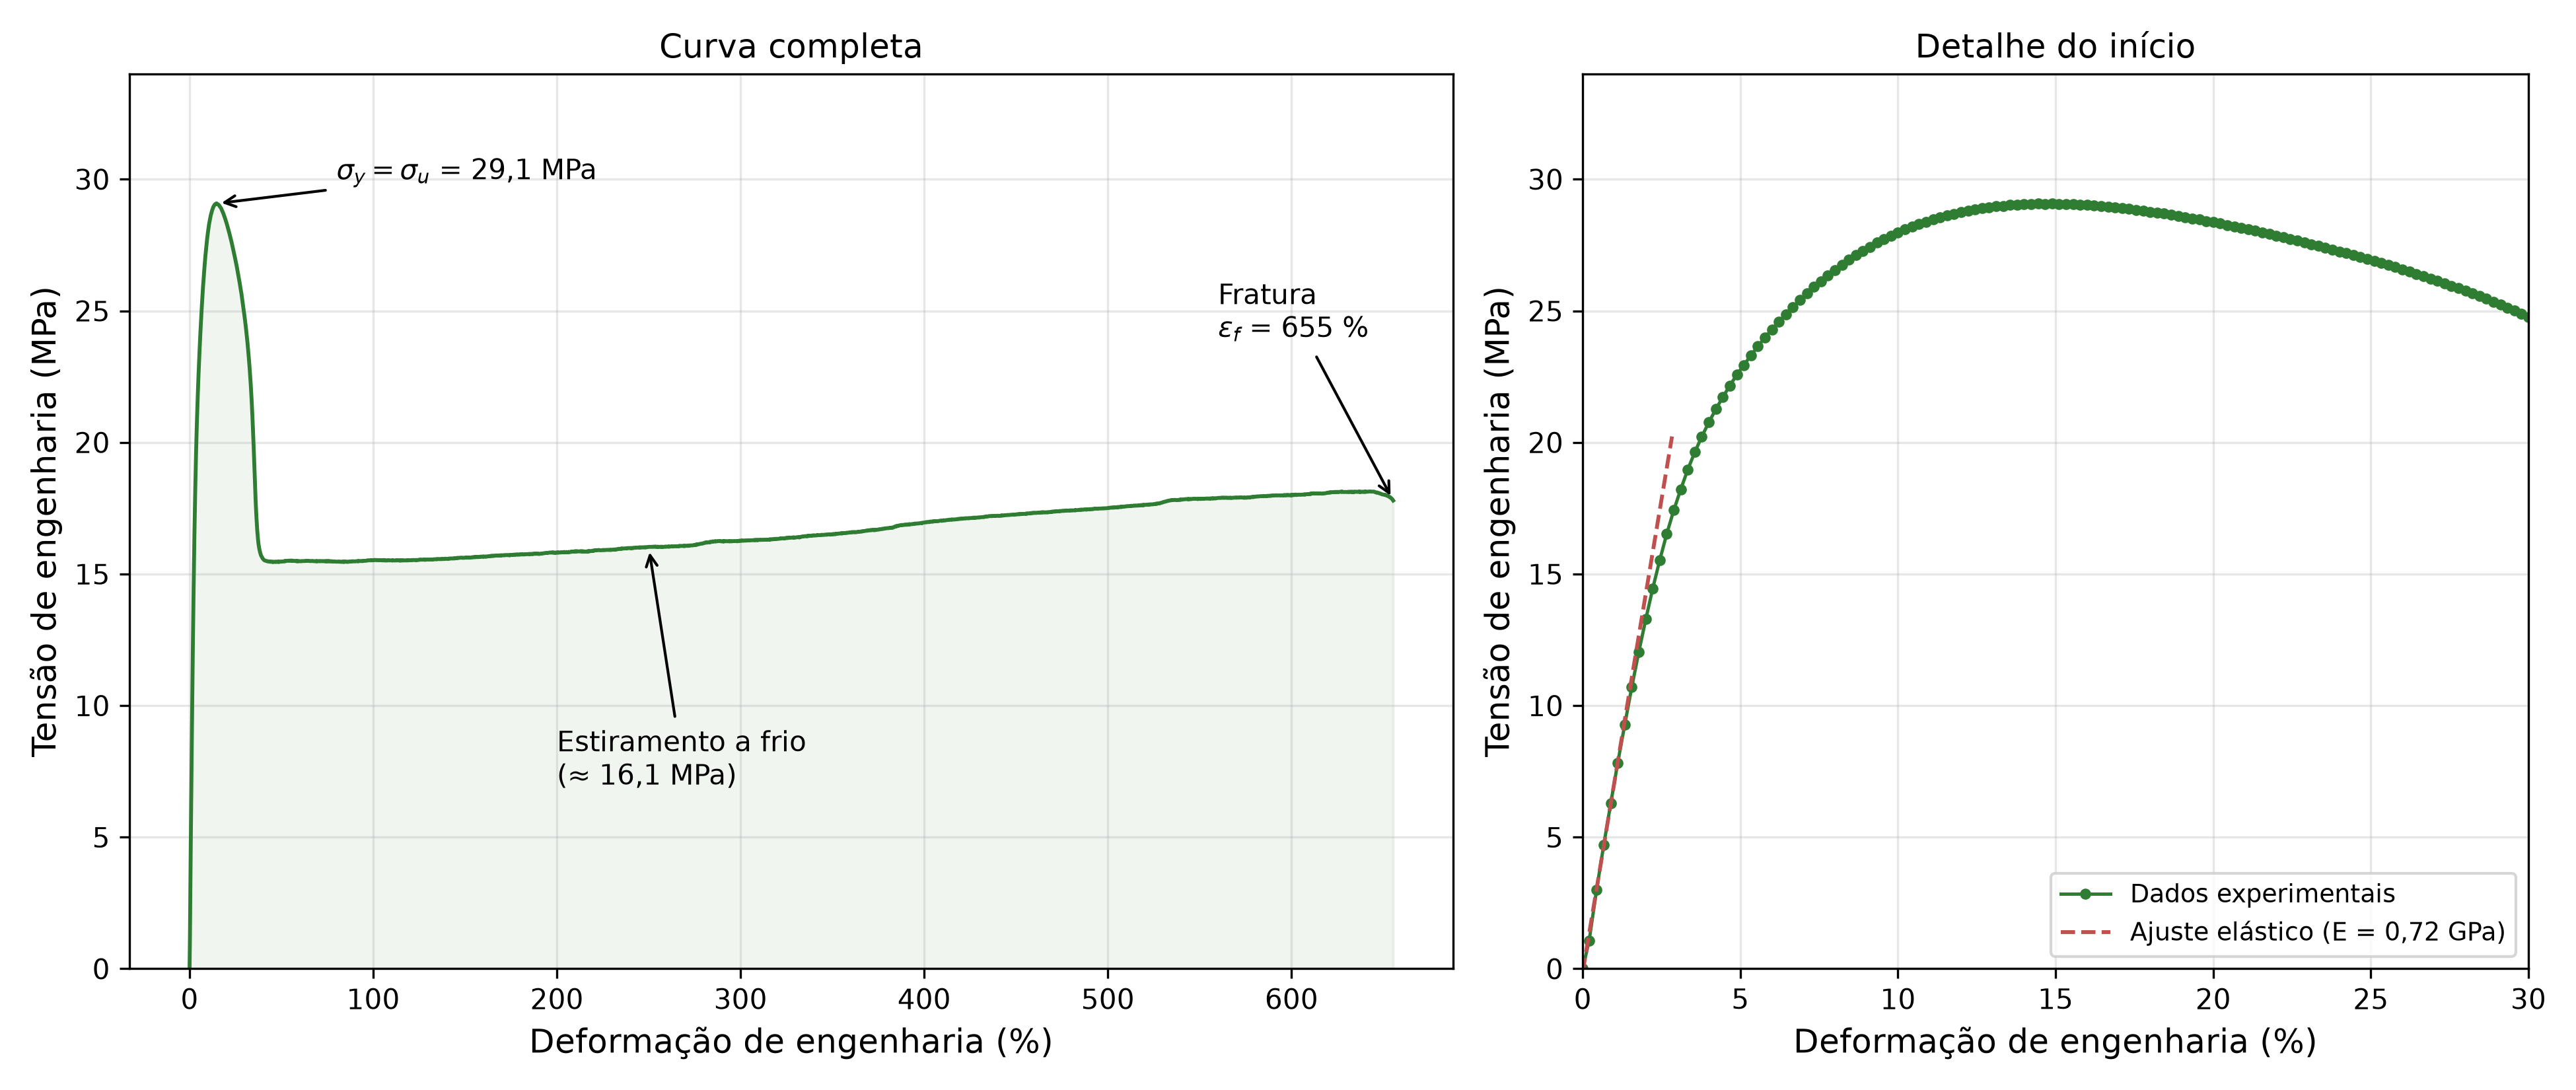 Curva completa
Tensão de engenharia (MPa)
30
25
20
15
10
5
0
σy = σu = 29,1 MPa
Fratura
εf = 655 %
Estiramento a frio
(≈ 16,1 MPa)
0 100 200 300 400 500 600
Deformação de engenharia (%)
Detalhe do início
Tensão de engenharia (MPa)
30
25
20
15
10
5
0
Dados experimentais
Ajuste elástico (E = 0,72 GPa)
0 5 10 15 20 25 30
Deformação de engenharia (%)